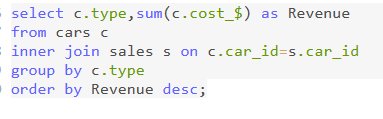 select c.type,sum(c.cost_$) as Revenue
from cars c
inner join sales s on c.car_id=s.car_id
group by c.type
order by Revenue desc;